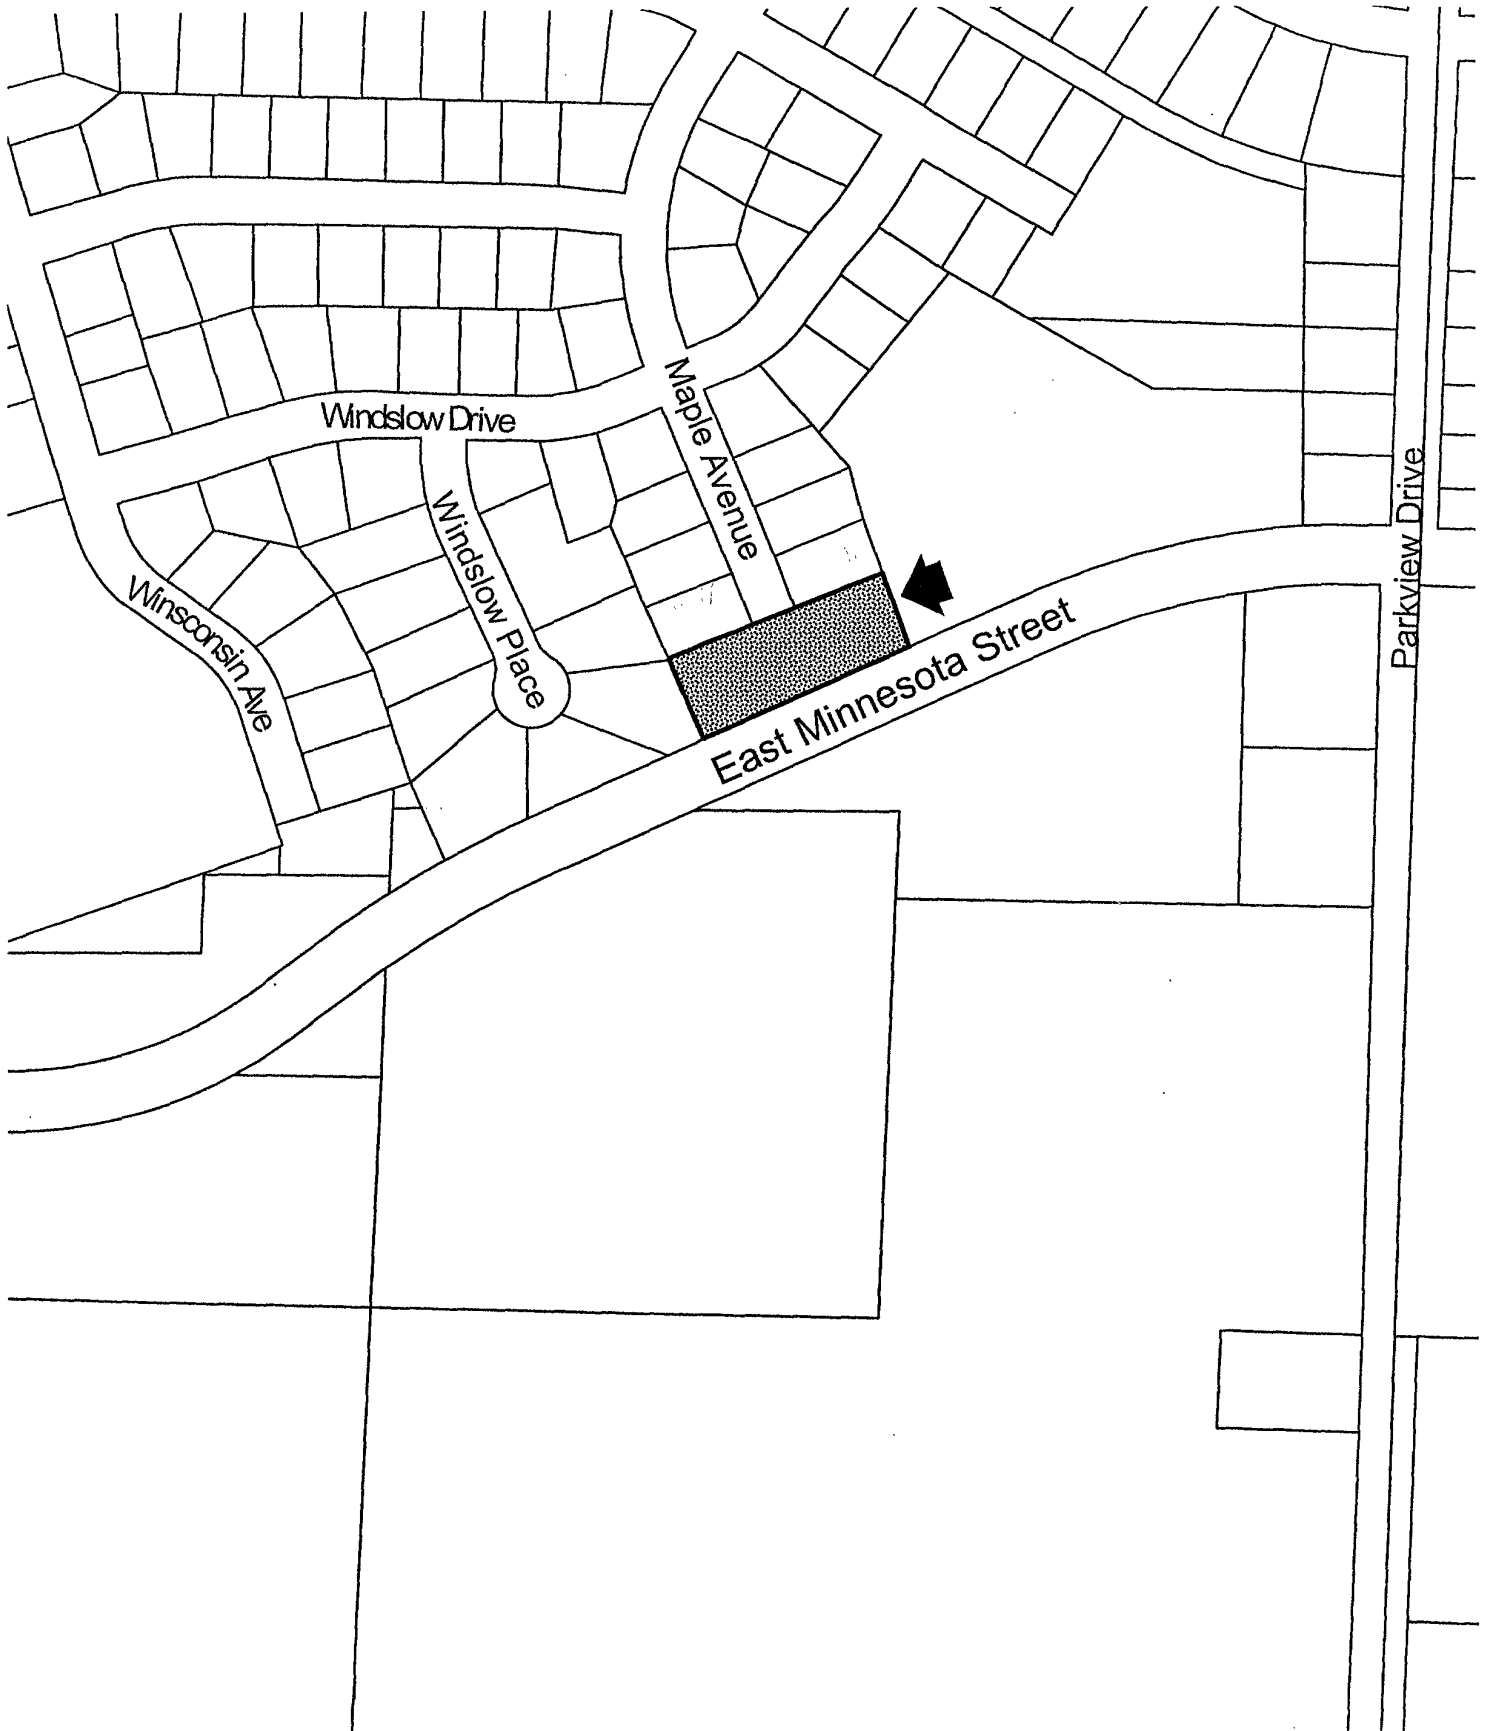 Windslow Drive
Maple Avenue
Windslow Place
Winsconsin Ave
East Minnesota Street
Parkview Drive